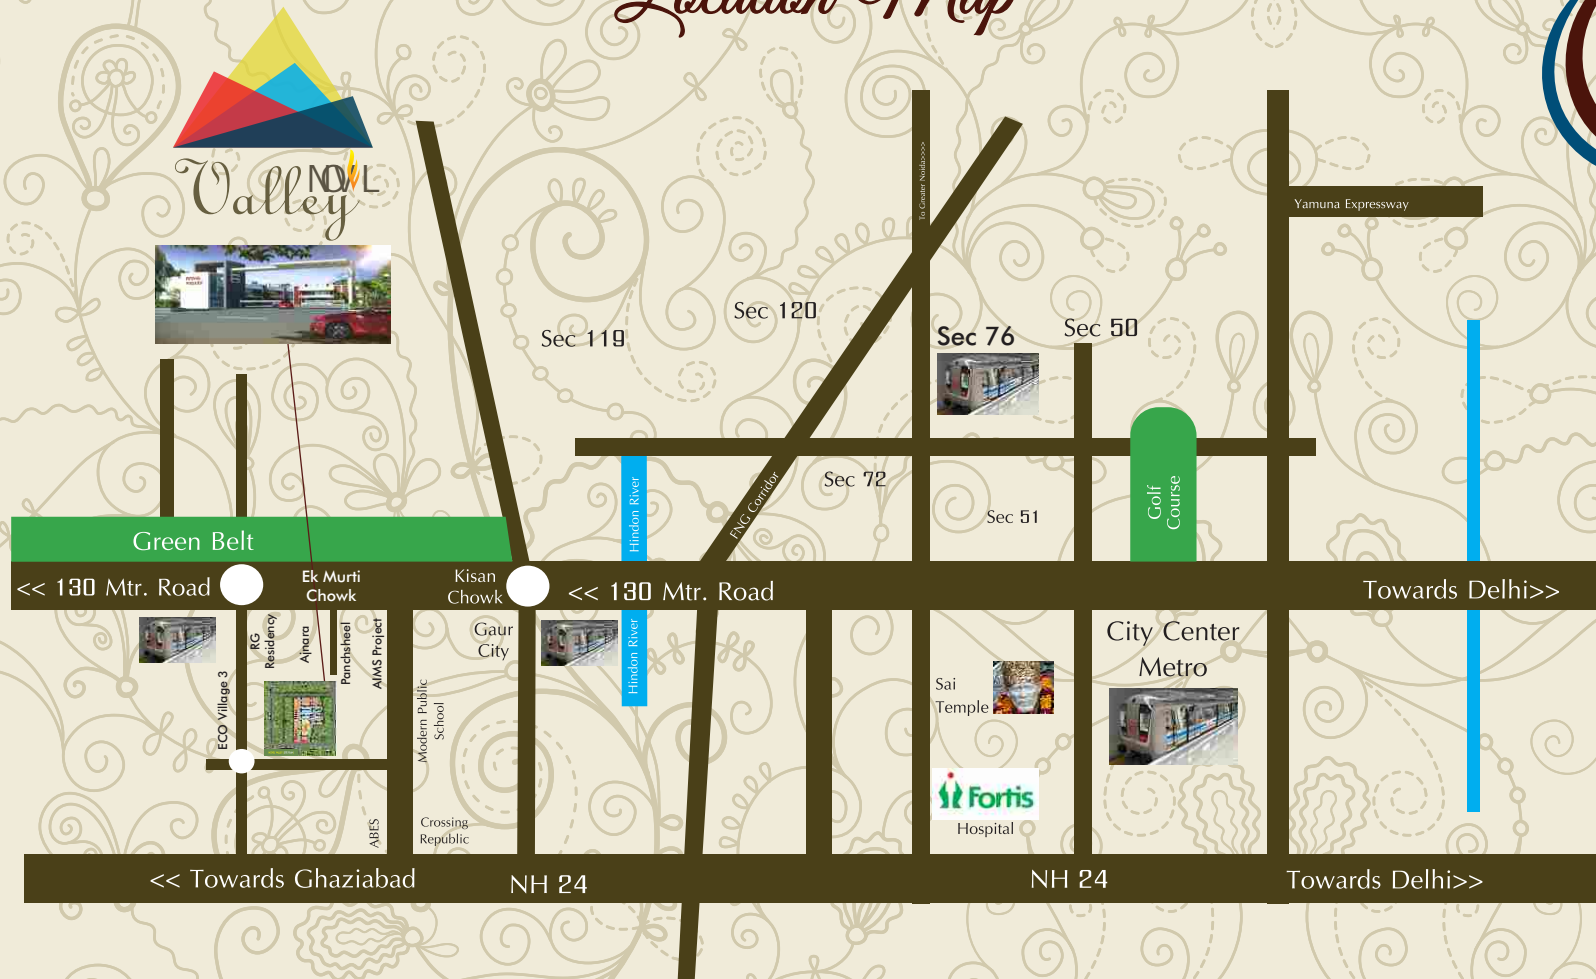 Location Map
Valley
NOVAL
To Greater Noida>>>>
Yamuna Expressway
Sec 120
Sec 119
Sec 76
Sec 50
Sec 72
Sec 51
Hindon River
FNG Corridor
Golf
Course
Green Belt
<< 130 Mtr. Road
Ek Murti
Chowk
Kisan
Chowk
<< 130 Mtr. Road
Towards Delhi>>
RG
Residency
Ajnara
Panchsheel
AIMS Project
ECO Village 3
Modern Public
School
Gaur
City
Hindon River
City Center
Metro
Sai
Temple
Fortis
Hospital
ABES
Crossing
Republic
<< Towards Ghaziabad
NH 24
NH 24
Towards Delhi>>